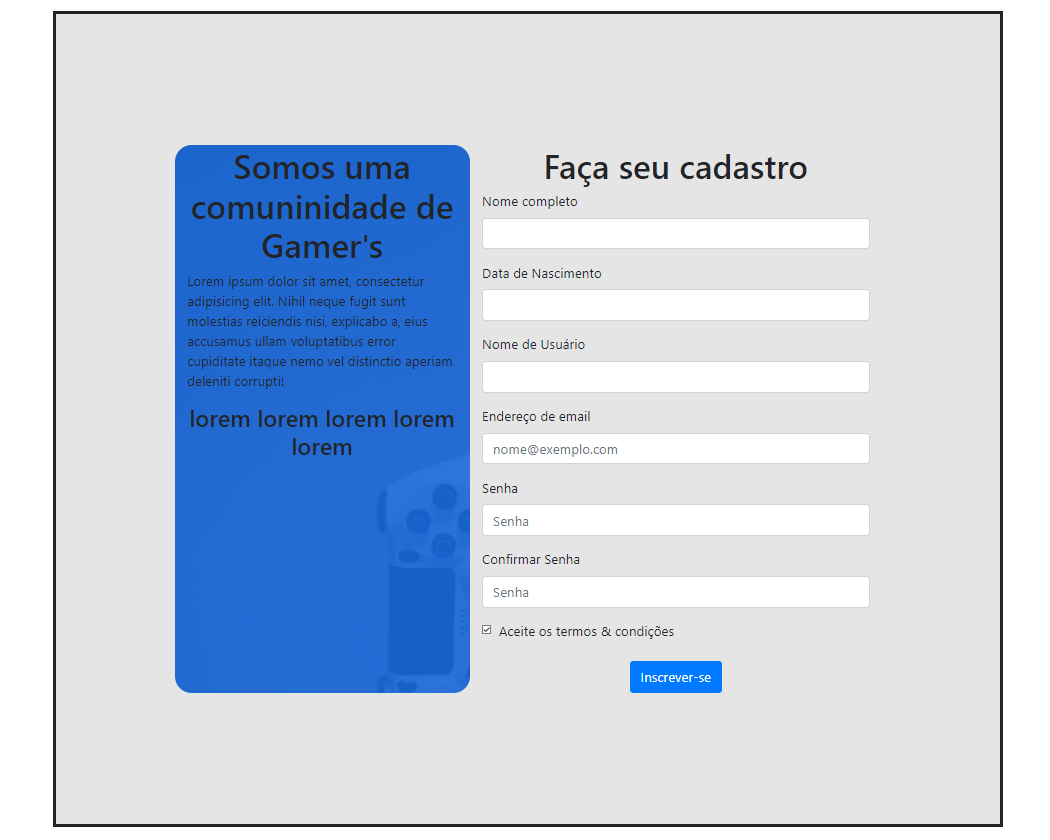 Somos uma
comuninidade de
Gamer's
Lorem ipsum dolor sit amet, consectetur
adipisicing elit. Nihil neque fugit sunt
molestias reiciendis nisi, explicabo a, eius
accusamus ullam voluptatibus error
cupiditate itaque nemo vel distinctio aperiam
deleniti corrupti!
lorem lorem lorem lorem
lorem
Faça seu cadastro
Nome completo
Data de Nascimento
Nome de Usuário
Endereço de email
nome@exemplo.com
Senha
Senha
Confirmar Senha
Senha
Aceite os termos & condições
Inscrever-se